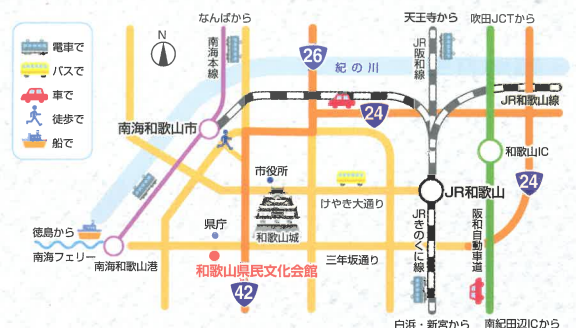 なんばから
天王寺から
吹田JCTから
電車で
バスで
車で
徒歩で
船で
N
南海本線
26
紀の川
JR阪和線
JR和歌山線
24
南海和歌山市
和歌山IC
市役所
24
JR和歌山
けやき大通り
和歌山城
徳島から
県庁
南海フェリー
南海和歌山港
和歌山県民文化会館
三年坂通り
JRきのくに線
阪和自動車道
42
白浜・新宮から
南紀田辺ICから